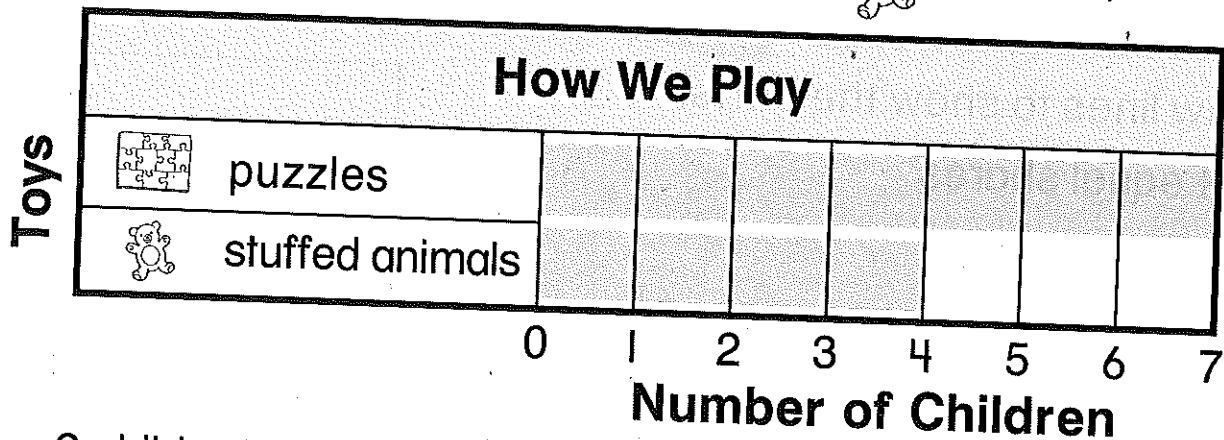 How We Play
Toys
puzzles
stuffed animals
0 1 2 3 4 5 6 7
Number of Children